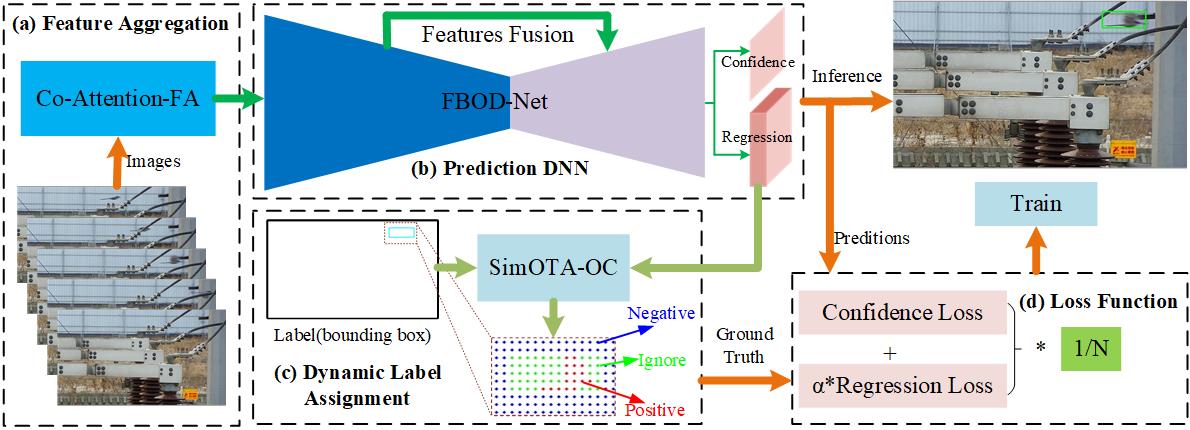 (a) Feature Aggregation
Co-Attention-FA
Images
Features Fusion
FBOD-Net
(b) Prediction DNN
Confidence
Regression
Inference
Preditions
Train
Label(bounding box)
SimOTA-OC
Negative
Ignore
Positive
(c) Dynamic Label
Assignment
Ground
Truth
(d) Loss Function
Confidence Loss
+
α*Regression Loss
*
1/N